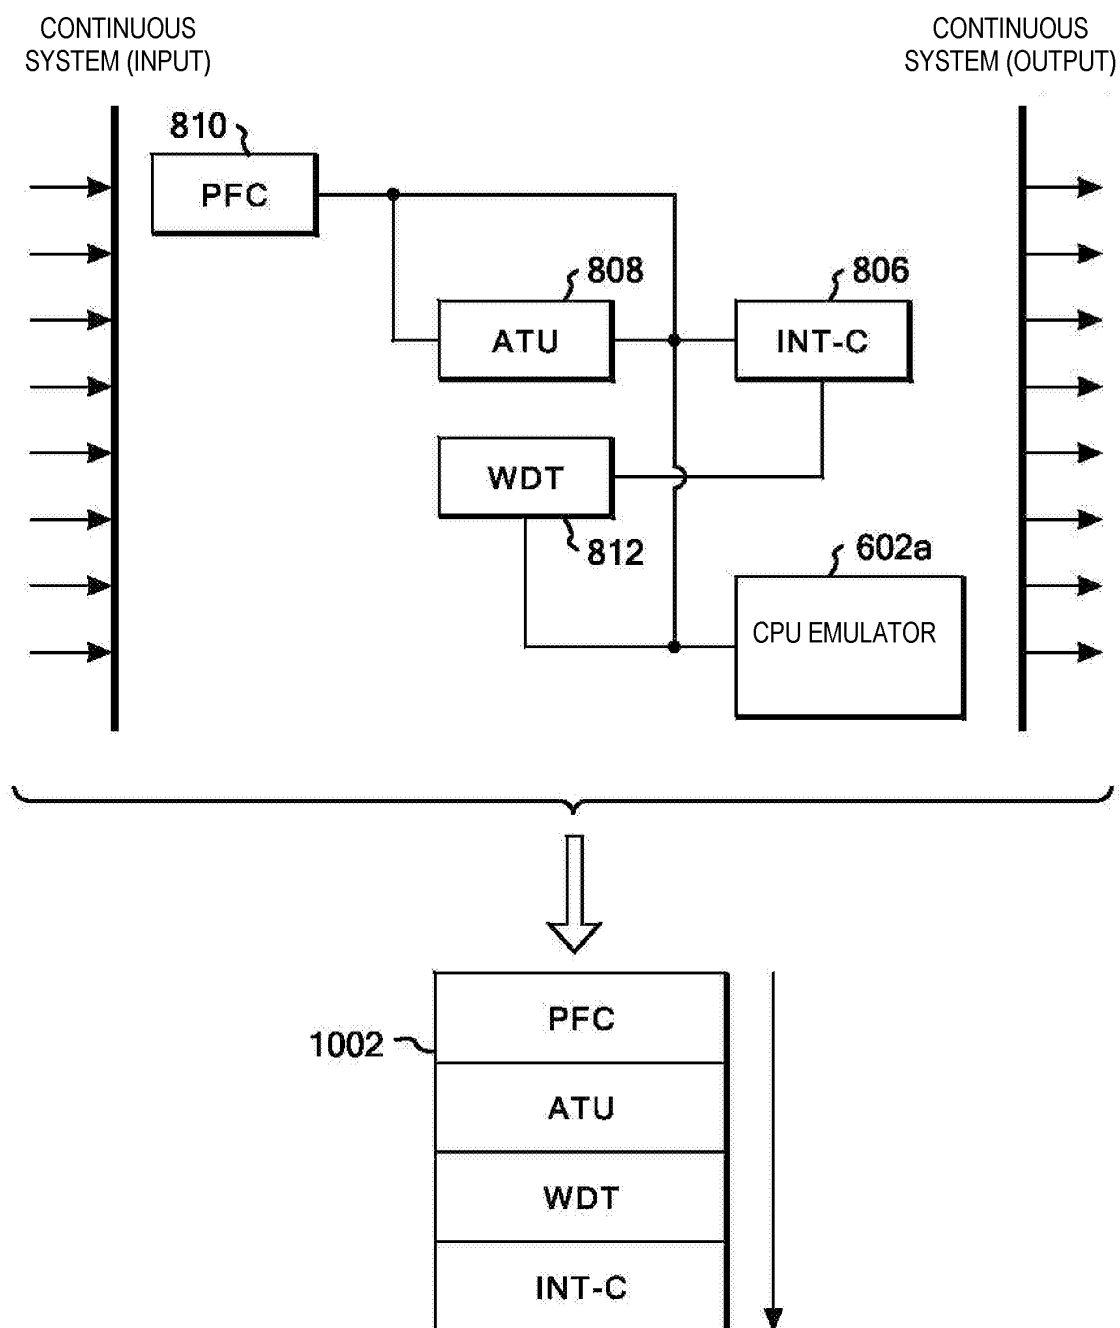 CONTINUOUS
SYSTEM (INPUT)
CONTINUOUS
SYSTEM (OUTPUT)
810
PFC
808
ATU
806
INT-C
WDT
812
602a
CPU EMULATOR
1002
PFC
ATU
WDT
INT-C